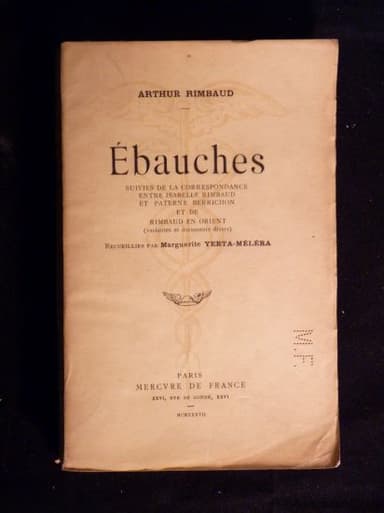 ARTHUR RIMBAUD
Ébauches
SUIVIES DE LA CORRESPONDANCE
ENTRE ISABELLE RIMBAUD
ET PATERNE BERRICHON
ET DE
RIMBAUD EN ORIENT
(variantes et documents divers)
RECUEILLIES PAR Marguerite YERTA-MÉLÉRA
PARIS
MERCVRE DE FRANCE
XXVI, RVE DE CONDÉ, XXVI
MCMXXXVII
M.F.